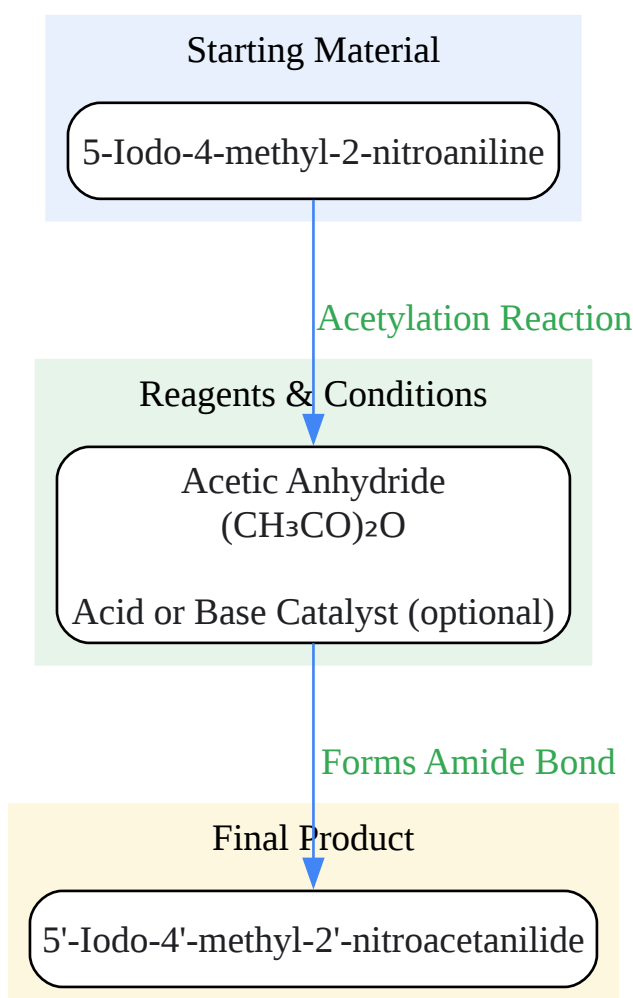 Starting Material
5-Iodo-4-methyl-2-nitroaniline
Acetylation Reaction
Reagents & Conditions
Acetic Anhydride
(CH₃CO)₂O
Acid or Base Catalyst (optional)
Forms Amide Bond
Final Product
5'-Iodo-4'-methyl-2'-nitroacetanilide